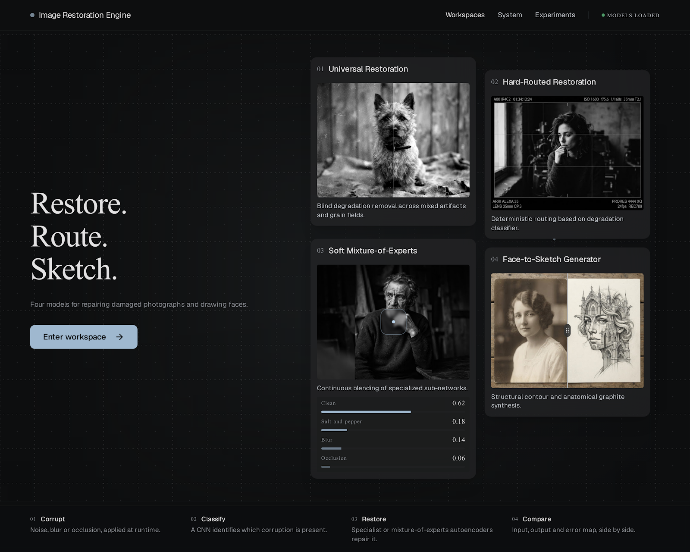 Image Restoration Engine
Workspaces
System
Experiments
MODELS LOADED
Restore.
Route.
Sketch.
Four models for repairing damaged photographs and drawing faces.
Enter workspace →
01 Universal Restoration
Blind degradation removal across mixed artifacts
and grain fields.
02 Hard-Routed Restoration
Deterministic routing based on degradation
classifier.
03 Soft Mixture-of-Experts
Continuous blending of specialized sub-networks.
Clean 0.62
Salt and pepper 0.18
Blur 0.14
Occlusion 0.06
04 Face-to-Sketch Generator
Structural contour and anatomical graphite
synthesis.
01 Corrupt
Noise, blur or occlusion, applied at runtime.
02 Classify
A CNN identifies which corruption is present.
03 Restore
Specialist or mixture-of-experts autoencoders
repair it.
04 Compare
Input, output and error map, side by side.